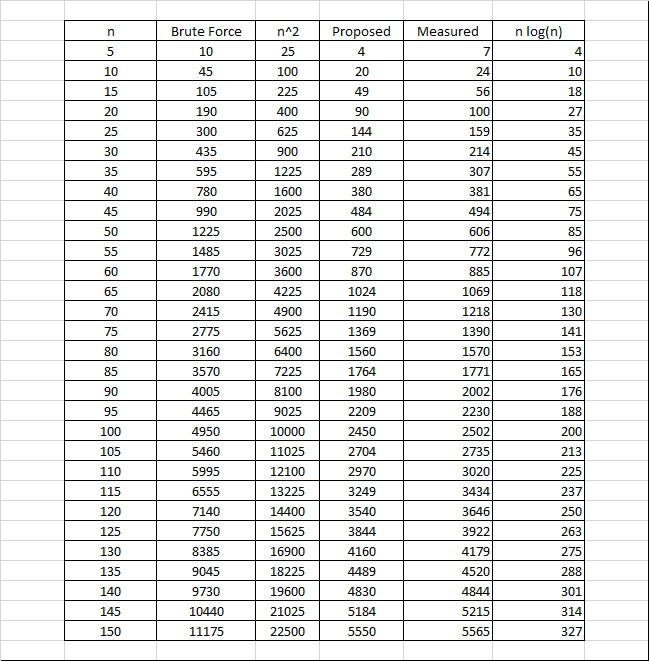 n Brute Force n^2 Proposed Measured n log(n)
5 10 25 4 7 4
10 45 100 20 24 10
15 105 225 49 56 18
20 190 400 90 100 27
25 300 625 144 159 35
30 435 900 210 214 45
35 595 1225 289 307 55
40 780 1600 380 381 65
45 990 2025 484 494 75
50 1225 2500 600 606 85
55 1485 3025 729 772 96
60 1770 3600 870 885 107
65 2080 4225 1024 1069 118
70 2415 4900 1190 1218 130
75 2775 5625 1369 1390 141
80 3160 6400 1560 1570 153
85 3570 7225 1764 1771 165
90 4005 8100 1980 2002 176
95 4465 9025 2209 2230 188
100 4950 10000 2450 2502 200
105 5460 11025 2704 2735 213
110 5995 12100 2970 3020 225
115 6555 13225 3249 3434 237
120 7140 14400 3540 3646 250
125 7750 15625 3844 3922 263
130 8385 16900 4160 4179 275
135 9045 18225 4489 4520 288
140 9730 19600 4830 4844 301
145 10440 21025 5184 5215 314
150 11175 22500 5550 5565 327